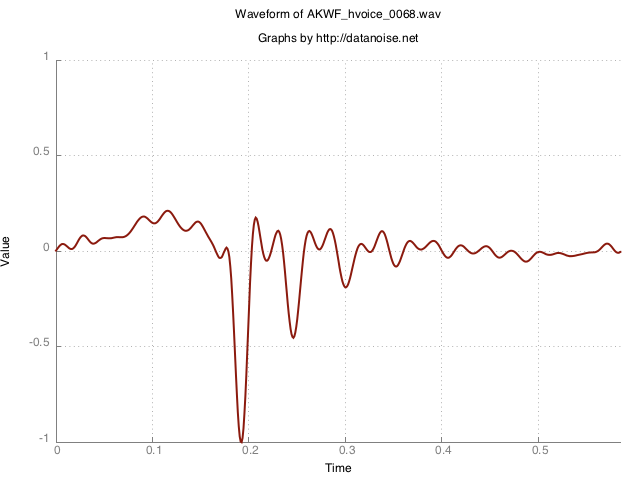 Waveform of AKWF_hvoice_0068.wav
Graphs by http://datanoise.net
1
0.5
0
-0.5
-1
Value
0 0.1 0.2 0.3 0.4 0.5
Time